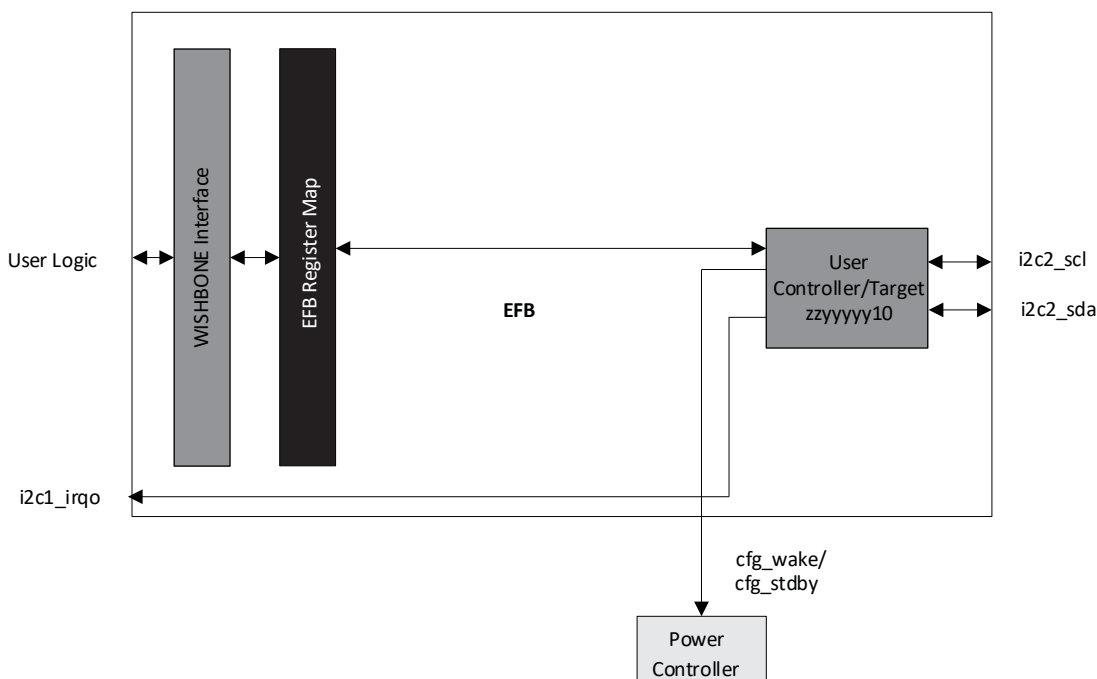 WISHBONE Interface
EFB Register Map
User Logic
EFB
User
Controller/Target
zzyyyyy10
i2c2_scl
i2c2_sda
i2c1_irqo
cfg_wake/
cfg_stdby
Power
Controller